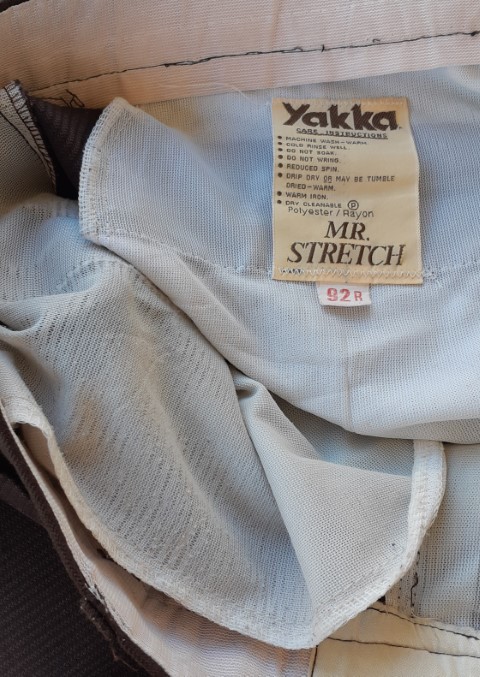 Yakka
CARE INSTRUCTIONS
• MACHINE WASH-WARM.
• COLD RINSE WELL.
• DO NOT SOAK.
• DO NOT WRING.
• REDUCED SPIN.
• DRIP DRY OR MAY BE TUMBLE
DRIED-WARM.
• WARM IRON.
• DRY CLEANABLE Ⓟ
Polyester / Rayon
MR.
STRETCH
92R